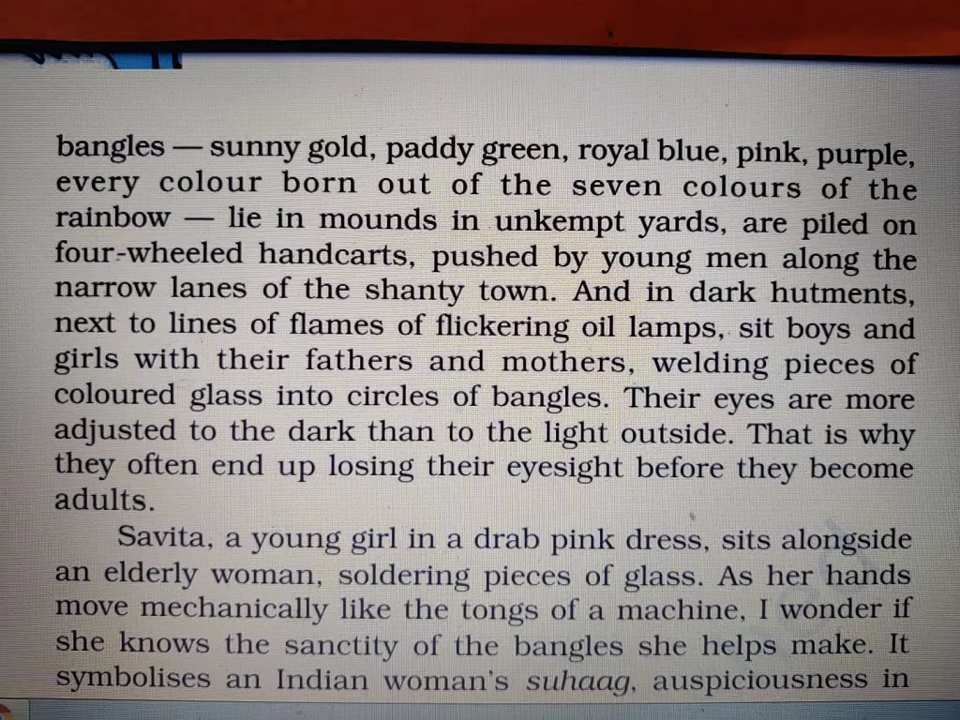 bangles — sunny gold, paddy green, royal blue, pink, purple,
every colour born out of the seven colours of the
rainbow — lie in mounds in unkempt yards, are piled on
four-wheeled handcarts, pushed by young men along the
narrow lanes of the shanty town. And in dark hutments,
next to lines of flames of flickering oil lamps, sit boys and
girls with their fathers and mothers, welding pieces of
coloured glass into circles of bangles. Their eyes are more
adjusted to the dark than to the light outside. That is why
they often end up losing their eyesight before they become
adults.
Savita, a young girl in a drab pink dress, sits alongside
an elderly woman, soldering pieces of glass. As her hands
move mechanically like the tongs of a machine, I wonder if
she knows the sanctity of the bangles she helps make. It
symbolises an Indian woman's suhaag, auspiciousness in